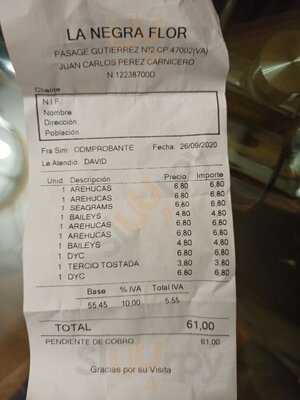 LA NEGRA FLOR
PASAGE GUTIERREZ Nº2 CP 47002(VA)
JUAN CARLOS PEREZ CARNICERO
N.12238700D
Cliente
N.I.F.
Nombre
Dirección
Población
Fra Sim: COMPROBANTE Fecha: 26/09/2020
Le Atendio: DAVID
Unid. Descripción Precio Importe
1 AREHUCAS 6,80 6,80
1 AREHUCAS 6,80 6,80
1 SEAGRAMS 6,80 6,80
1 BAILEYS 4,80 4,80
1 AREHUCAS 6,80 6,80
1 AREHUCAS 6,80 6,80
1 BAILEYS 4,80 4,80
1 DYC 6,80 6,80
1 TERCIO TOSTADA 3,80 3,80
1 DYC 6,80 6,80
Base % IVA Total IVA
55,45 10,00 5,55
TOTAL 61,00
PENDIENTE DE COBRO 61,00
Gracias por su Visita